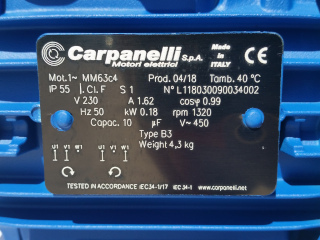 Carpanelli S.p.A.
Motori elettrici
Made in ITALY
CE
Mot.1~ MM63c4 Prod. 04/18 Tamb. 40 °C
IP 55 I.Cl. F S 1 N° L118030090034002
V 230 A 1.62 cosφ 0.99
Hz 50 kW 0.18 rpm 1320
Capac. 10 µF V~ 450
Type B3
Weight 4,3 kg
U1 V1 W1 U1 V1 W1
TESTED IN ACCORDANCE IEC34-1/17 IEC 34-1 www.carpanelli.net